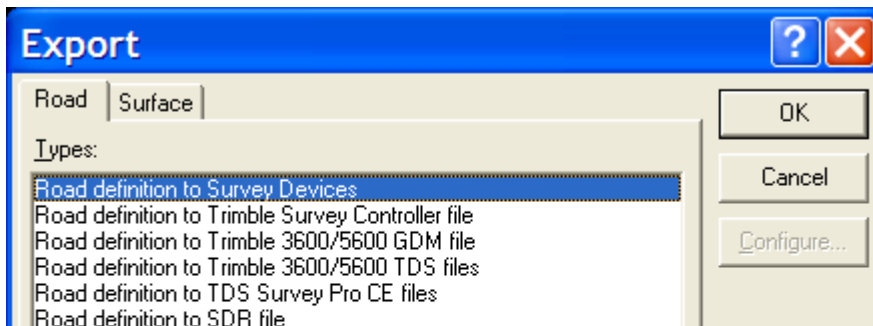 Export
Road
Surface
OK
Types:
Cancel
Road definition to Survey Devices
Road definition to Trimble Survey Controller file
Configure...
Road definition to Trimble 3600/5600 GDM file
Road definition to Trimble 3600/5600 TDS files
Road definition to TDS Survey Pro CE files
Road definition to SDR file